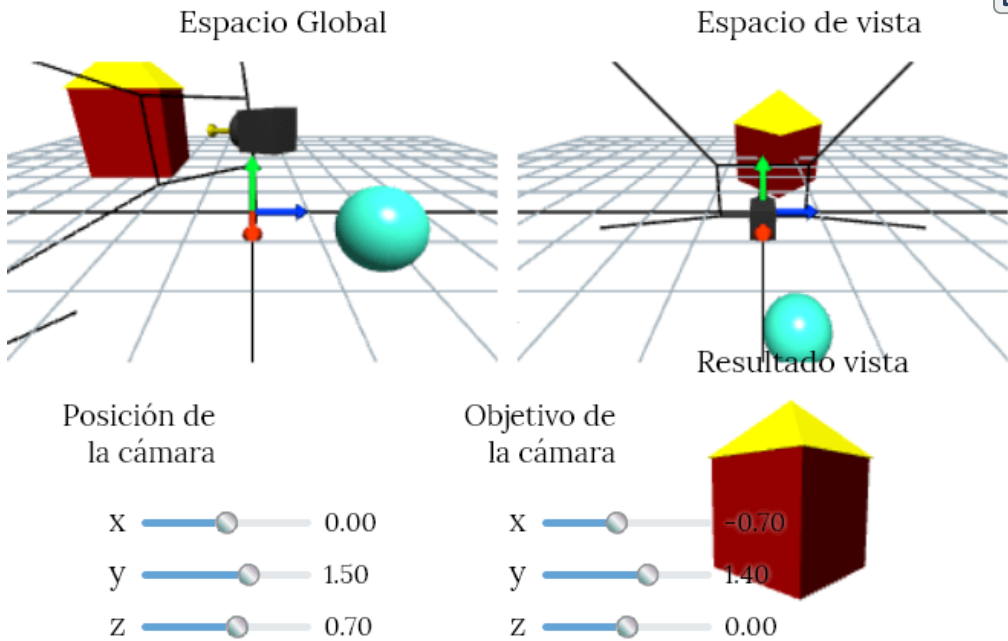 Espacio Global
Espacio de vista
Resultado vista
Posición de
la cámara
x 0.00
y 1.50
z 0.70
Objetivo de
la cámara
x -0.70
y 1.40
z 0.00